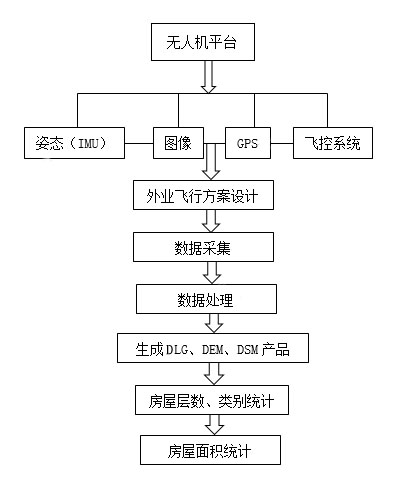 无人机平台
姿态（IMU） 图像 GPS 飞控系统
外业飞行方案设计
数据采集
数据处理
生成DLG、DEM、DSM产品
房屋层数、类别统计
房屋面积统计